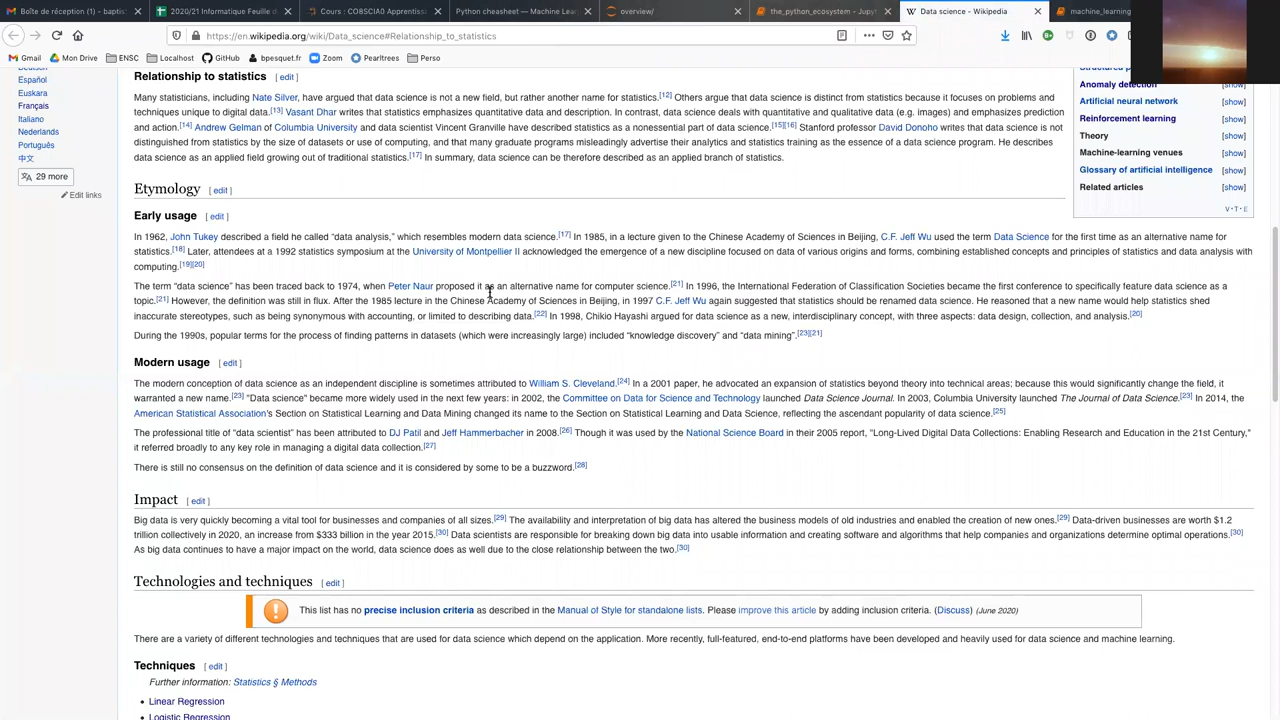 Boîte de réception (1) – baptis
2020/21 Informatique Feuille d
Cours : CO8SCIA0 Apprentiss
Python cheasheet — Machine Lea
overview/
the_python_ecosystem - Jupyt
Data science - Wikipedia
machine_learning
https://en.wikipedia.org/wiki/Data_science#Relationship_to_statistics
Gmail Mon Drive ENSC Localhost GitHub bpesquet.fr Zoom Pearltrees Perso
Deutsch
Español
Euskara
Français
Italiano
Nederlands
Português
中文
29 more
Edit links
Relationship to statistics [ edit ]
Many statisticians, including Nate Silver, have argued that data science is not a new field, but rather another name for statistics.[12] Others argue that data science is distinct from statistics because it focuses on problems and
techniques unique to digital data.[13] Vasant Dhar writes that statistics emphasizes quantitative data and description. In contrast, data science deals with quantitative and qualitative data (e.g. images) and emphasizes prediction
and action.[14] Andrew Gelman of Columbia University and data scientist Vincent Granville have described statistics as a nonessential part of data science.[15][16] Stanford professor David Donoho writes that data science is not
distinguished from statistics by the size of datasets or use of computing, and that many graduate programs misleadingly advertise their analytics and statistics training as the essence of a data science program. He describes
data science as an applied field growing out of traditional statistics.[17] In summary, data science can be therefore described as an applied branch of statistics.
Etymology [ edit ]
Early usage [ edit ]
In 1962, John Tukey described a field he called “data analysis,” which resembles modern data science.[17] In 1985, in a lecture given to the Chinese Academy of Sciences in Beijing, C.F. Jeff Wu used the term Data Science for the first time as an alternative name for
statistics.[18] Later, attendees at a 1992 statistics symposium at the University of Montpellier II acknowledged the emergence of a new discipline focused on data of various origins and forms, combining established concepts and principles of statistics and data analysis with
computing.[19][20]
The term “data science” has been traced back to 1974, when Peter Naur proposed it as an alternative name for computer science.[21] In 1996, the International Federation of Classification Societies became the first conference to specifically feature data science as a
topic.[21] However, the definition was still in flux. After the 1985 lecture in the Chinese Academy of Sciences in Beijing, in 1997 C.F. Jeff Wu again suggested that statistics should be renamed data science. He reasoned that a new name would help statistics shed
inaccurate stereotypes, such as being synonymous with accounting, or limited to describing data.[22] In 1998, Chikio Hayashi argued for data science as a new, interdisciplinary concept, with three aspects: data design, collection, and analysis.[20]
During the 1990s, popular terms for the process of finding patterns in datasets (which were increasingly large) included “knowledge discovery” and “data mining”.[23][21]
Modern usage [ edit ]
The modern conception of data science as an independent discipline is sometimes attributed to William S. Cleveland.[24] In a 2001 paper, he advocated an expansion of statistics beyond theory into technical areas; because this would significantly change the field, it
warranted a new name.[23] "Data science" became more widely used in the next few years: in 2002, the Committee on Data for Science and Technology launched Data Science Journal. In 2003, Columbia University launched The Journal of Data Science.[23] In 2014, the
American Statistical Association's Section on Statistical Learning and Data Mining changed its name to the Section on Statistical Learning and Data Science, reflecting the ascendant popularity of data science.[25]
The professional title of “data scientist” has been attributed to DJ Patil and Jeff Hammerbacher in 2008.[26] Though it was used by the National Science Board in their 2005 report, "Long-Lived Digital Data Collections: Enabling Research and Education in the 21st Century,"
it referred broadly to any key role in managing a digital data collection.[27]
There is still no consensus on the definition of data science and it is considered by some to be a buzzword.[28]
Impact [ edit ]
Big data is very quickly becoming a vital tool for businesses and companies of all sizes.[29] The availability and interpretation of big data has altered the business models of old industries and enabled the creation of new ones.[29] Data-driven businesses are worth $1.2
trillion collectively in 2020, an increase from $333 billion in the year 2015.[30] Data scientists are responsible for breaking down big data into usable information and creating software and algorithms that help companies and organizations determine optimal operations.[30]
As big data continues to have a major impact on the world, data science does as well due to the close relationship between the two.[30]
Technologies and techniques [ edit ]
This list has no precise inclusion criteria as described in the Manual of Style for standalone lists. Please improve this article by adding inclusion criteria. (Discuss) (June 2020)
There are a variety of different technologies and techniques that are used for data science which depend on the application. More recently, full-featured, end-to-end platforms have been developed and heavily used for data science and machine learning.
Techniques [ edit ]
Further information: Statistics § Methods
• Linear Regression
• Logistic Regression
Structured prediction
Anomaly detection [show]
Artificial neural network [show]
Reinforcement learning [show]
Theory [show]
Machine-learning venues [show]
Glossary of artificial intelligence [show]
Related articles [show]
V·T·E